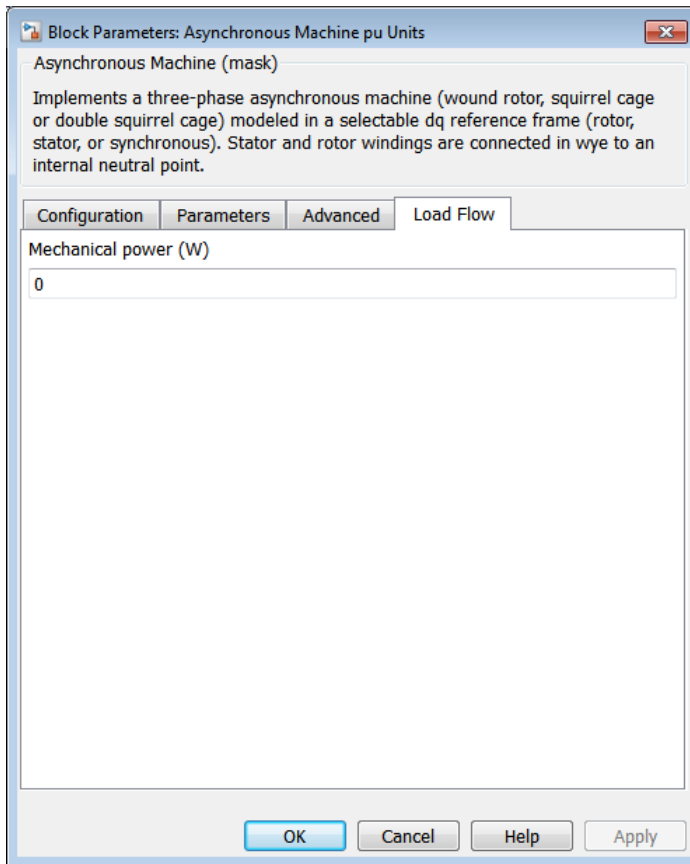 Block Parameters: Asynchronous Machine pu Units
Asynchronous Machine (mask)
Implements a three-phase asynchronous machine (wound rotor, squirrel cage
or double squirrel cage) modeled in a selectable dq reference frame (rotor,
stator, or synchronous). Stator and rotor windings are connected in wye to an
internal neutral point.
Configuration Parameters Advanced Load Flow
Mechanical power (W)
0
OK Cancel Help Apply